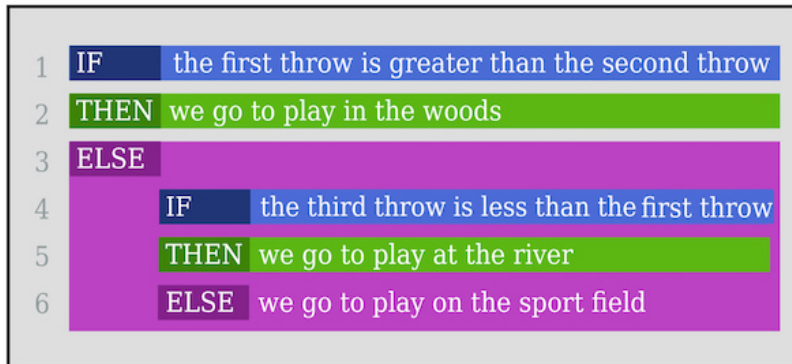 1 IF the first throw is greater than the second throw
2 THEN we go to play in the woods
3 ELSE
4 IF the third throw is less than the first throw
5 THEN we go to play at the river
6 ELSE we go to play on the sport field